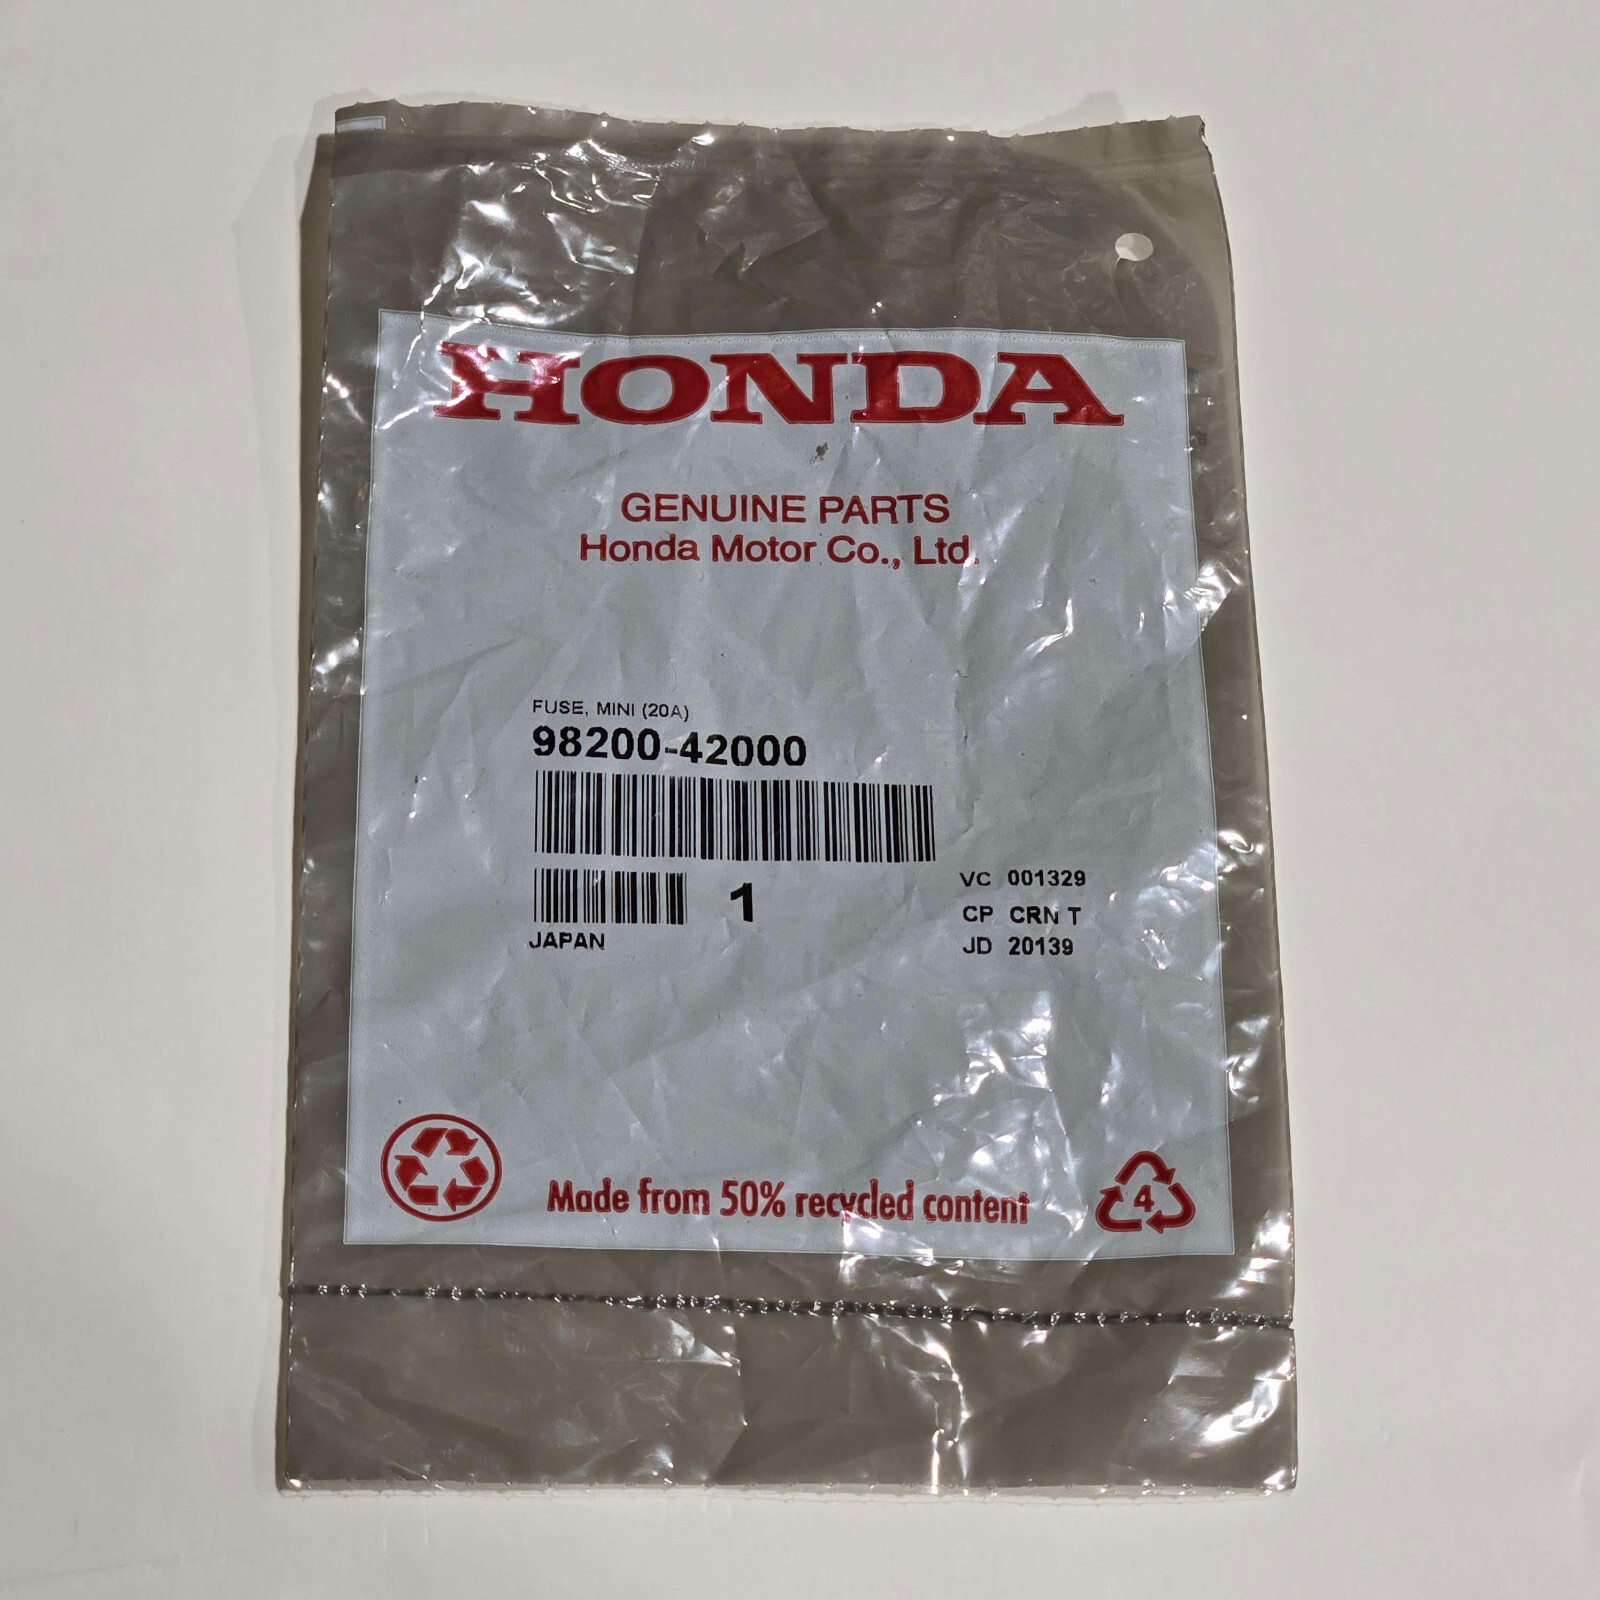 HONDA
GENUINE PARTS
Honda Motor Co., Ltd.
FUSE, MINI (20A)
98200-42000
1
JAPAN
VC 001329
CP CRN T
JD 20139
Made from 50% recycled content
4